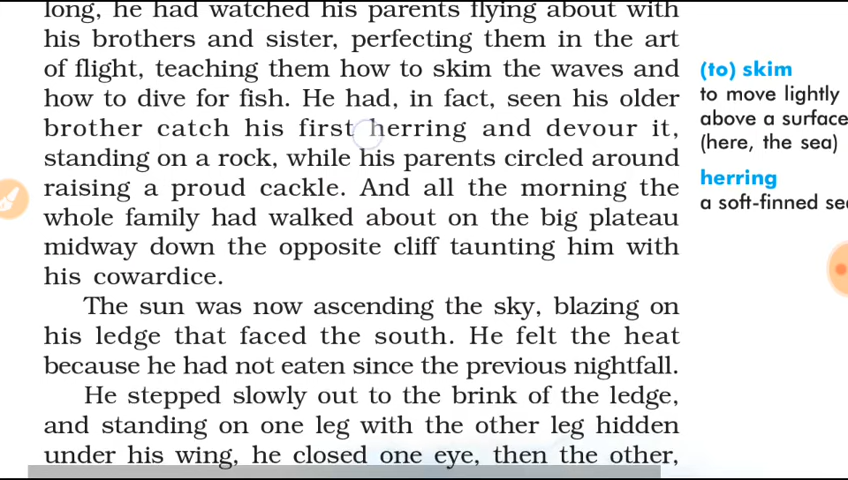 long, he had watched his parents flying about with
his brothers and sister, perfecting them in the art
of flight, teaching them how to skim the waves and
how to dive for fish. He had, in fact, seen his older
brother catch his first herring and devour it,
standing on a rock, while his parents circled around
raising a proud cackle. And all the morning the
whole family had walked about on the big plateau
midway down the opposite cliff taunting him with
his cowardice.
The sun was now ascending the sky, blazing on
his ledge that faced the south. He felt the heat
because he had not eaten since the previous nightfall.
He stepped slowly out to the brink of the ledge,
and standing on one leg with the other leg hidden
under his wing, he closed one eye, then the other,
(to) skim
to move lightly
above a surface
(here, the sea)
herring
a soft-finned